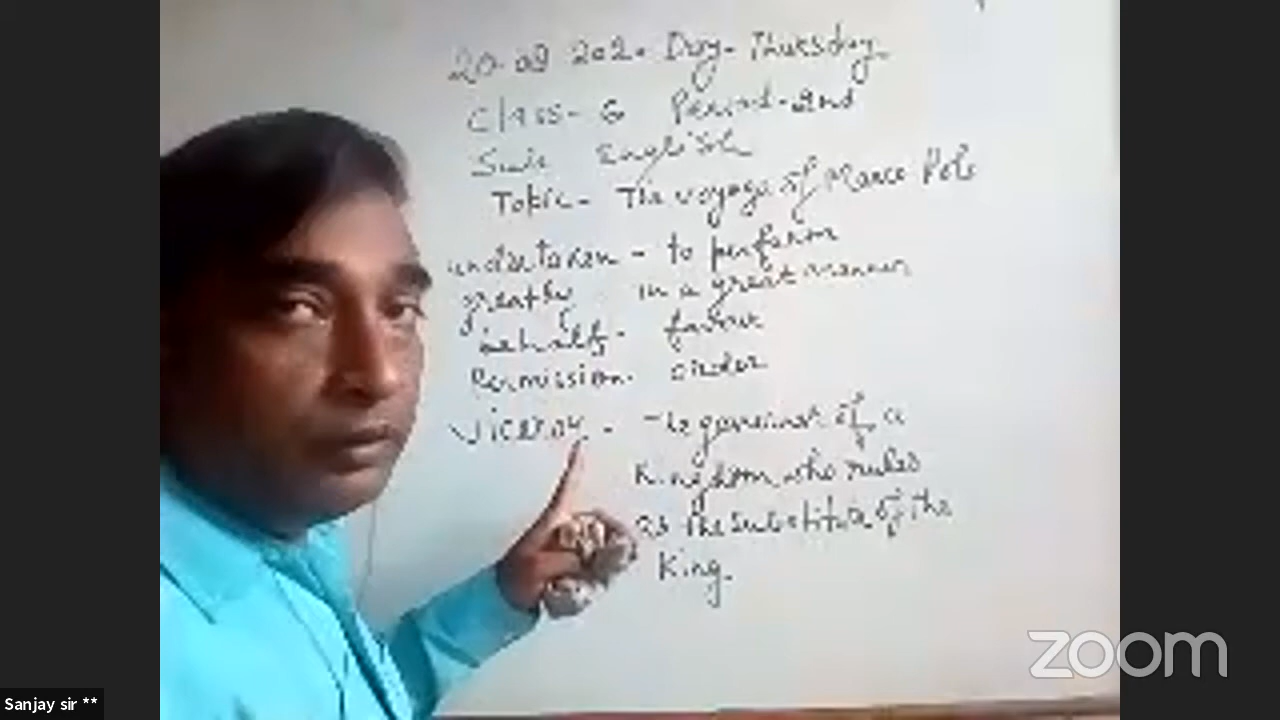 20-08 202. Day- Thursday
Class- 6 Period- 2nd
Sub English
Topic- The voyage of Marco Polo
undertaken - to perform
greatly - in a great manner
behalf - favour
Permission - order
Viceroy - The governor of a
Kingdom who rules
as the substitute of the
King.
zoom
Sanjay sir **